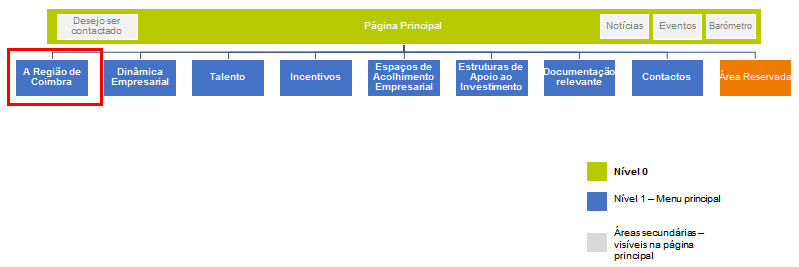 Desejo ser
contactado
Página Principal
Notícias
Eventos
Barómetro
A Região de
Coimbra
Dinâmica
Empresarial
Talento
Incentivos
Espaços de
Acolhimento
Empresarial
Estruturas de
Apoio ao
Investimento
Documentação
relevante
Contactos
Área Reservada
Nível 0
Nível 1 – Menu principal
Áreas secundárias –
visíveis na página
principal